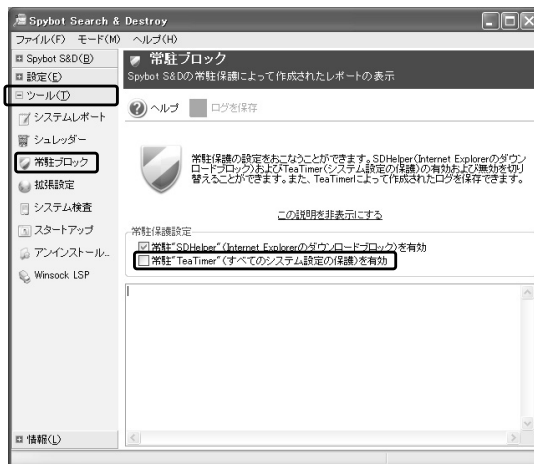 Spybot Search & Destroy
ファイル(F) モード(M) ヘルプ(H)
Spybot S&D(B)
設定(E)
ツール(T)
システムレポート
シュレッダー
常駐ブロック
拡張設定
システム検査
スタートアップ
アンインストール..
Winsock LSP
情報(L)
常駐ブロック
Spybot S&Dの常駐保護によって作成されたレポートの表示
ヘルプ ログを保存
常駐保護の設定をおこなうことができます。SDHelper(Internet Explorerのダウン
ロードブロック)およびTeaTimer(システム設定の保護)の有効および無効を切り
替えることができます。また、TeaTimerによって作成されたログを保存できます。
この説明を非表示にする
常駐保護設定
常駐"SDHelper"(Internet Explorerのダウンロードブロック)を有効
常駐"TeaTimer"(すべてのシステム設定の保護)を有効